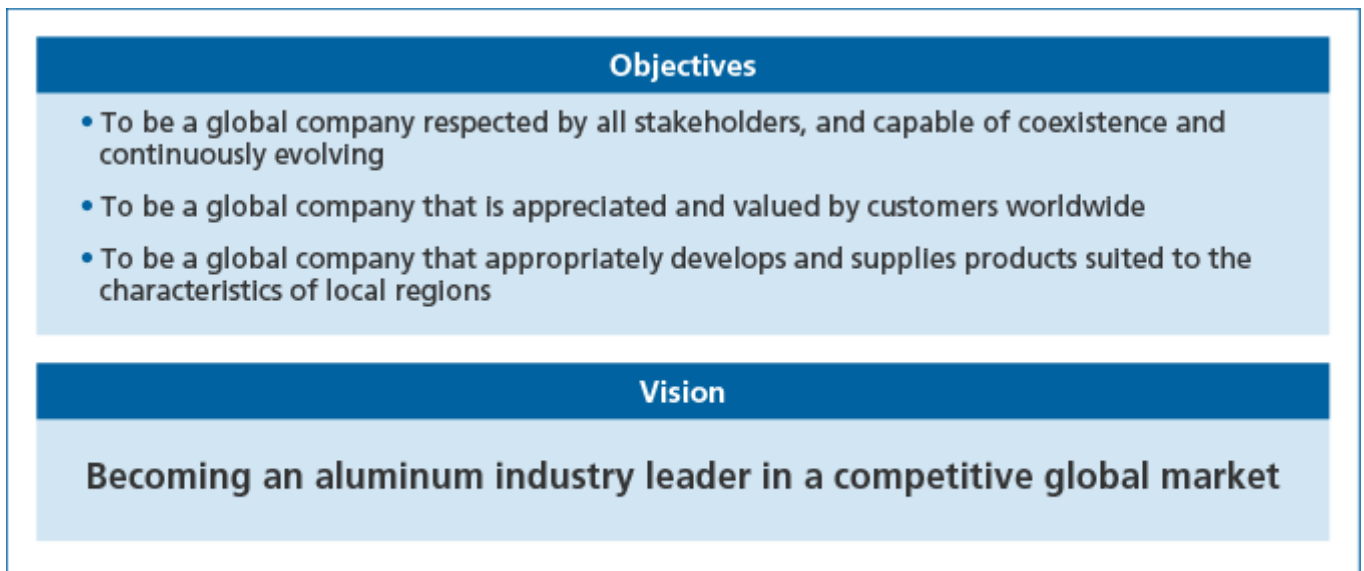 Objectives
• To be a global company respected by all stakeholders, and capable of coexistence and
continuously evolving
• To be a global company that is appreciated and valued by customers worldwide
• To be a global company that appropriately develops and supplies products suited to the
characteristics of local regions
Vision
Becoming an aluminum industry leader in a competitive global market